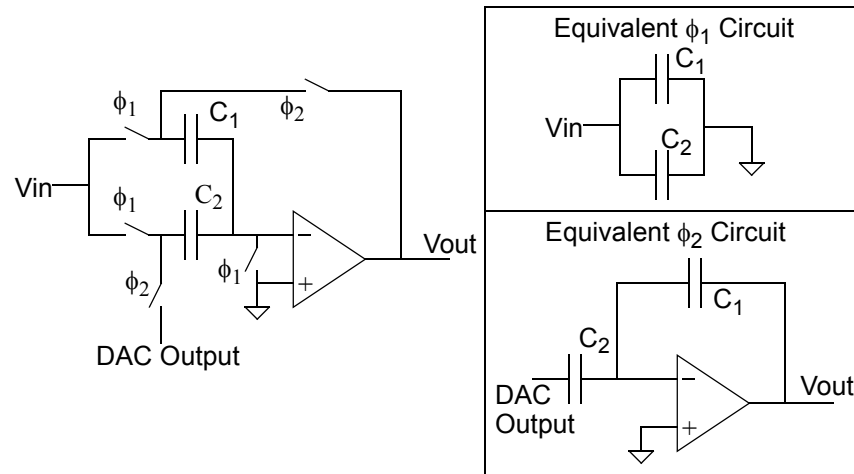 ϕ1
C1
ϕ2
Vin
ϕ1
C2
ϕ2
ϕ1
−
+
Vout
DAC Output
Equivalent ϕ1 Circuit
C1
Vin
C2
Equivalent ϕ2 Circuit
C1
C2
DAC
Output
−
+
Vout